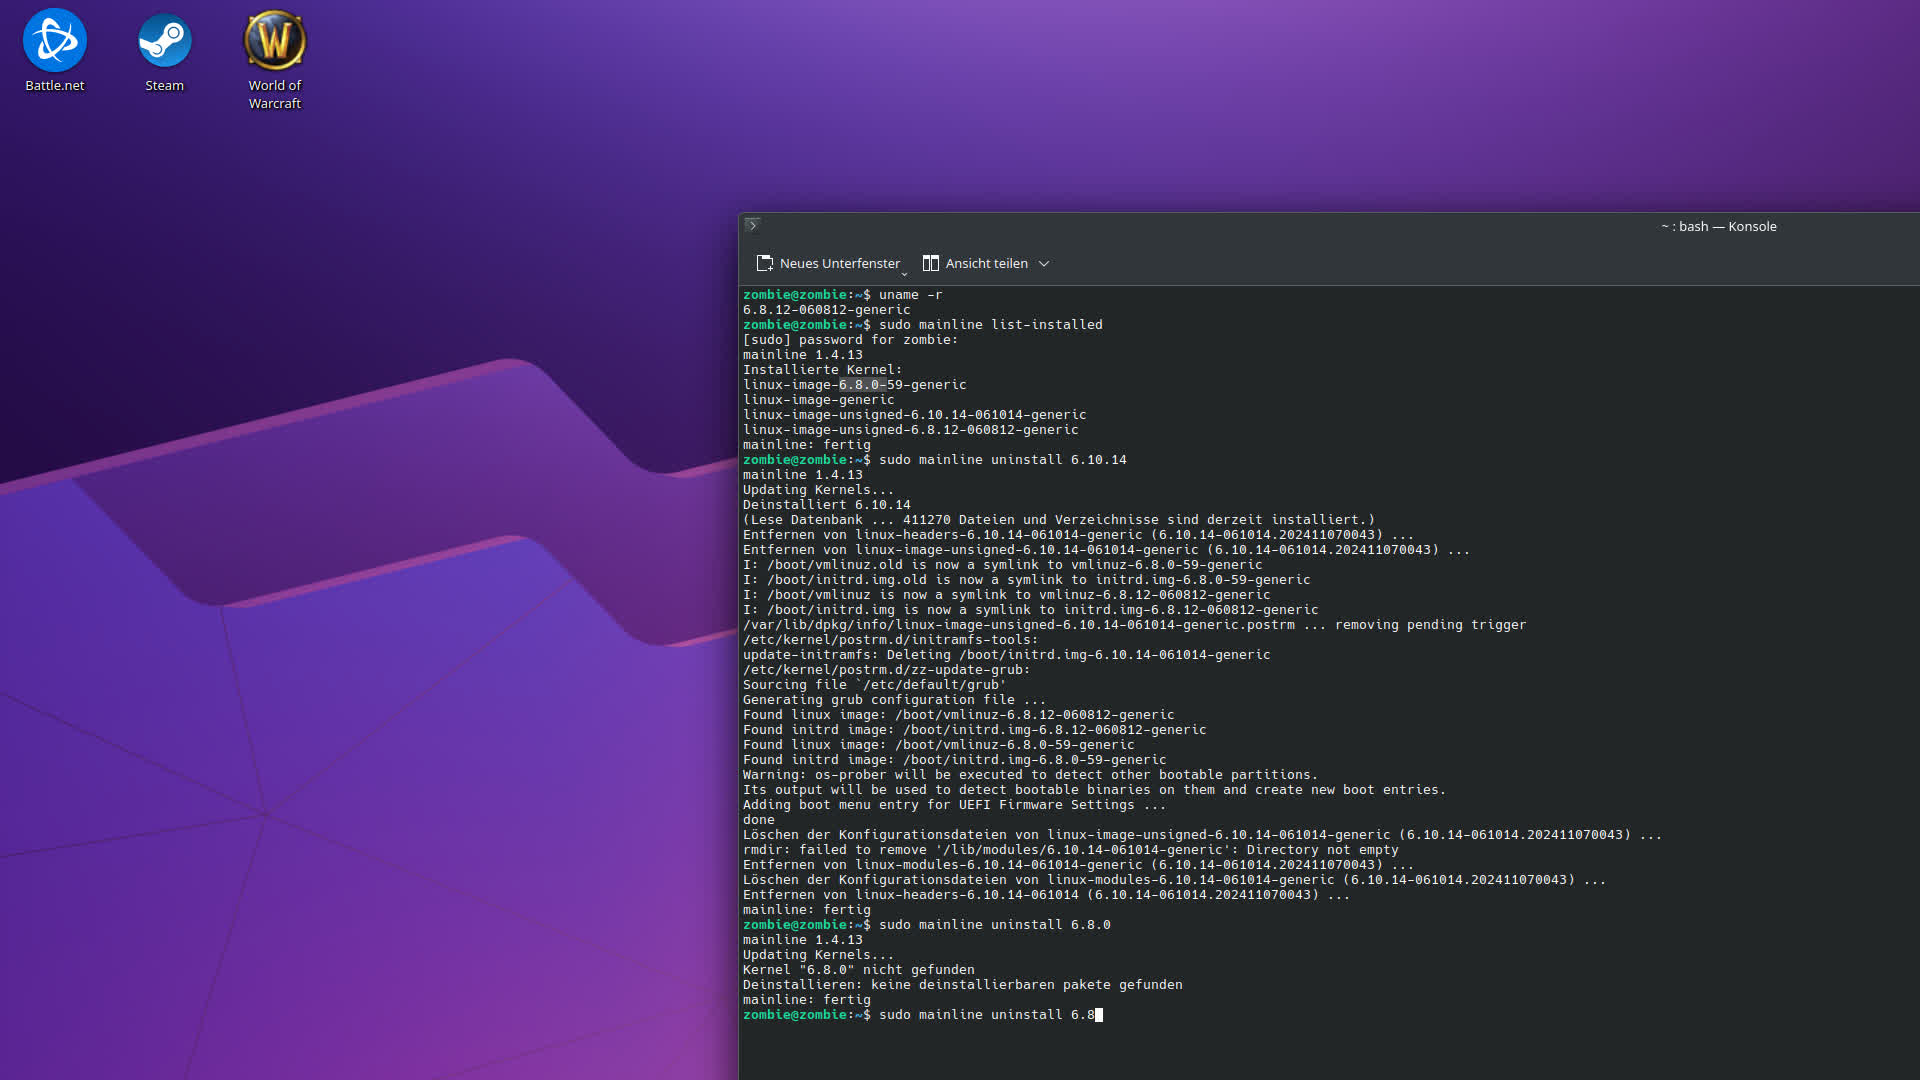 Battle.net
Steam
World of
Warcraft
~ : bash — Konsole
Neues Unterfenster
Ansicht teilen
zombie@zombie:~$ uname -r
6.8.12-060812-generic
zombie@zombie:~$ sudo mainline list-installed
[sudo] password for zombie:
mainline 1.4.13
Installierte Kernel:
linux-image-6.8.0-59-generic
linux-image-generic
linux-image-unsigned-6.10.14-061014-generic
linux-image-unsigned-6.8.12-060812-generic
mainline: fertig
zombie@zombie:~$ sudo mainline uninstall 6.10.14
mainline 1.4.13
Updating Kernels...
Deinstalliert 6.10.14
(Lese Datenbank ... 411270 Dateien und Verzeichnisse sind derzeit installiert.)
Entfernen von linux-headers-6.10.14-061014-generic (6.10.14-061014.202411070043) ...
Entfernen von linux-image-unsigned-6.10.14-061014-generic (6.10.14-061014.202411070043) ...
I: /boot/vmlinuz.old is now a symlink to vmlinuz-6.8.0-59-generic
I: /boot/initrd.img.old is now a symlink to initrd.img-6.8.0-59-generic
I: /boot/vmlinuz is now a symlink to vmlinuz-6.8.12-060812-generic
I: /boot/initrd.img is now a symlink to initrd.img-6.8.12-060812-generic
/var/lib/dpkg/info/linux-image-unsigned-6.10.14-061014-generic.postrm ... removing pending trigger
/etc/kernel/postrm.d/initramfs-tools:
update-initramfs: Deleting /boot/initrd.img-6.10.14-061014-generic
/etc/kernel/postrm.d/zz-update-grub:
Sourcing file `/etc/default/grub'
Generating grub configuration file ...
Found linux image: /boot/vmlinuz-6.8.12-060812-generic
Found initrd image: /boot/initrd.img-6.8.12-060812-generic
Found linux image: /boot/vmlinuz-6.8.0-59-generic
Found initrd image: /boot/initrd.img-6.8.0-59-generic
Warning: os-prober will be executed to detect other bootable partitions.
Its output will be used to detect bootable binaries on them and create new boot entries.
Adding boot menu entry for UEFI Firmware Settings ...
done
Löschen der Konfigurationsdateien von linux-image-unsigned-6.10.14-061014-generic (6.10.14-061014.202411070043) ...
rmdir: failed to remove '/lib/modules/6.10.14-061014-generic': Directory not empty
Entfernen von linux-modules-6.10.14-061014-generic (6.10.14-061014.202411070043) ...
Löschen der Konfigurationsdateien von linux-modules-6.10.14-061014-generic (6.10.14-061014.202411070043) ...
Entfernen von linux-headers-6.10.14-061014 (6.10.14-061014.202411070043) ...
mainline: fertig
zombie@zombie:~$ sudo mainline uninstall 6.8.0
mainline 1.4.13
Updating Kernels...
Kernel "6.8.0" nicht gefunden
Deinstallieren: keine deinstallierbaren pakete gefunden
mainline: fertig
zombie@zombie:~$ sudo mainline uninstall 6.8